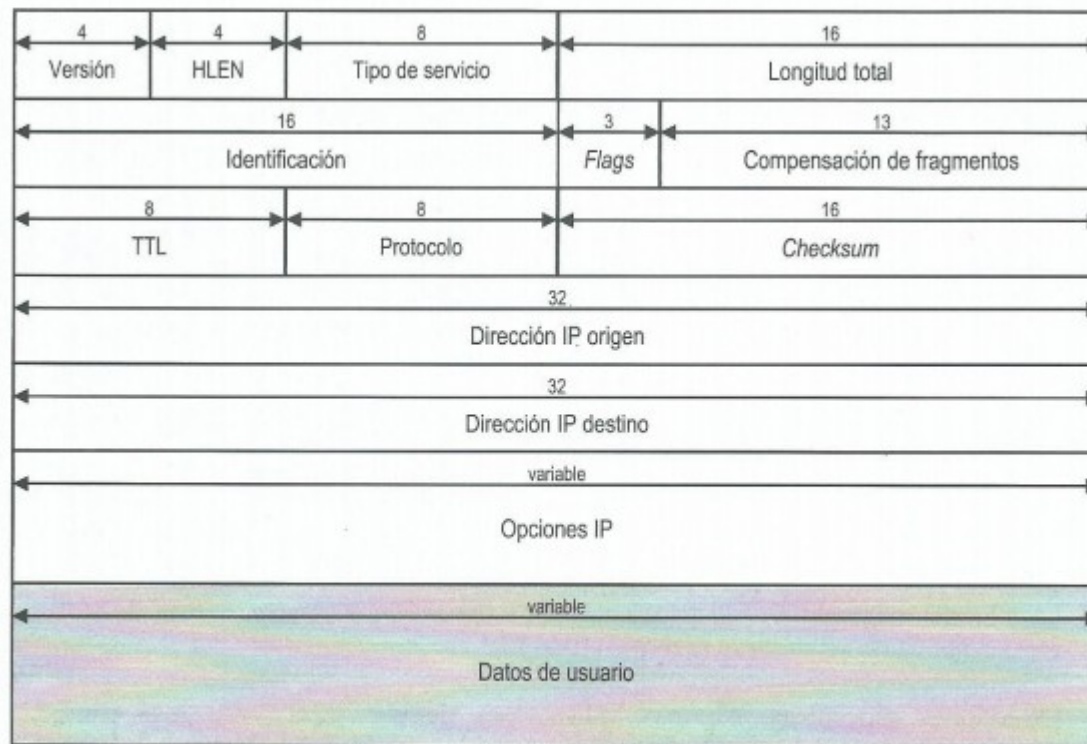 4 4 8 16
Versión HLEN Tipo de servicio Longitud total
16 3 13
Identificación Flags Compensación de fragmentos
8 8 16
TTL Protocolo Checksum
32
Dirección IP origen
32
Dirección IP destino
variable
Opciones IP
variable
Datos de usuario